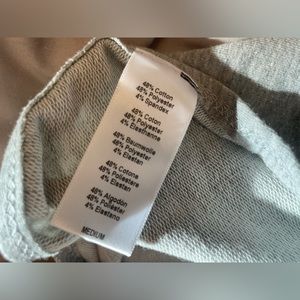 48% Cotton
48% Polyester
4% Spandex
48% Coton
48% Polyester
4% Elasthanne
48% Baumwolle
48% Polyester
4% Elastan
48% Cotone
48% Poliestere
4% Elastan
48% Algodón
48% Poliéster
4% Elastano
MEDIUM